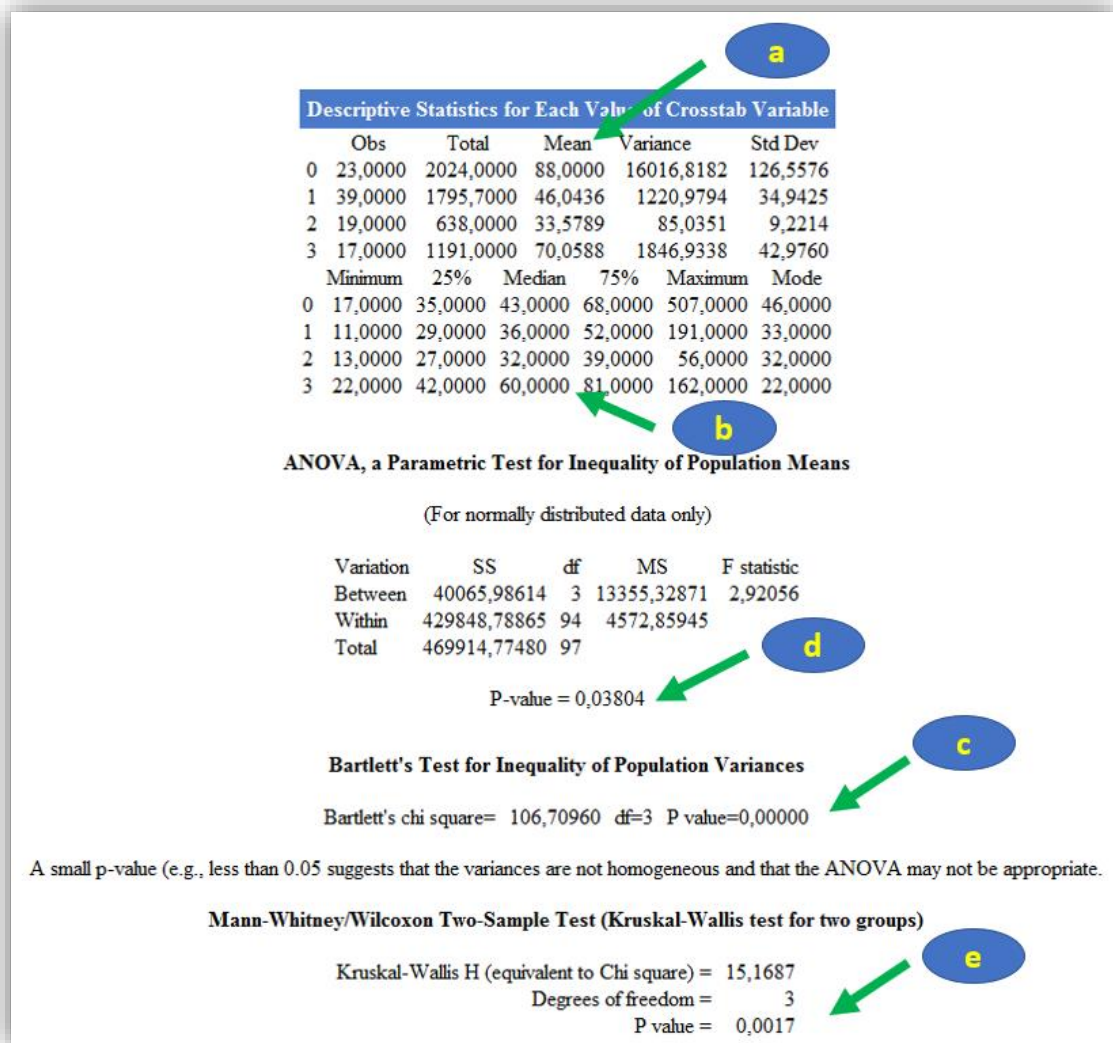 a
Descriptive Statistics for Each Value of Crosstab Variable
Obs Total Mean Variance Std Dev
0 23,0000 2024,0000 88,0000 16016,8182 126,5576
1 39,0000 1795,7000 46,0436 1220,9794 34,9425
2 19,0000 638,0000 33,5789 85,0351 9,2214
3 17,0000 1191,0000 70,0588 1846,9338 42,9760
Minimum 25% Median 75% Maximum Mode
0 17,0000 35,0000 43,0000 68,0000 507,0000 46,0000
1 11,0000 29,0000 36,0000 52,0000 191,0000 33,0000
2 13,0000 27,0000 32,0000 39,0000 56,0000 32,0000
3 22,0000 42,0000 60,0000 81,0000 162,0000 22,0000
b
ANOVA, a Parametric Test for Inequality of Population Means
(For normally distributed data only)
Variation SS df MS F statistic
Between 40065,98614 3 13355,32871 2,92056
Within 429848,78865 94 4572,85945
Total 469914,77480 97
d
P-value = 0,03804
c
Bartlett's Test for Inequality of Population Variances
Bartlett's chi square= 106,70960 df=3 P value=0,00000
A small p-value (e.g., less than 0.05 suggests that the variances are not homogeneous and that the ANOVA may not be appropriate.
Mann-Whitney/Wilcoxon Two-Sample Test (Kruskal-Wallis test for two groups)
e
Kruskal-Wallis H (equivalent to Chi square) = 15,1687
Degrees of freedom = 3
P value = 0,0017